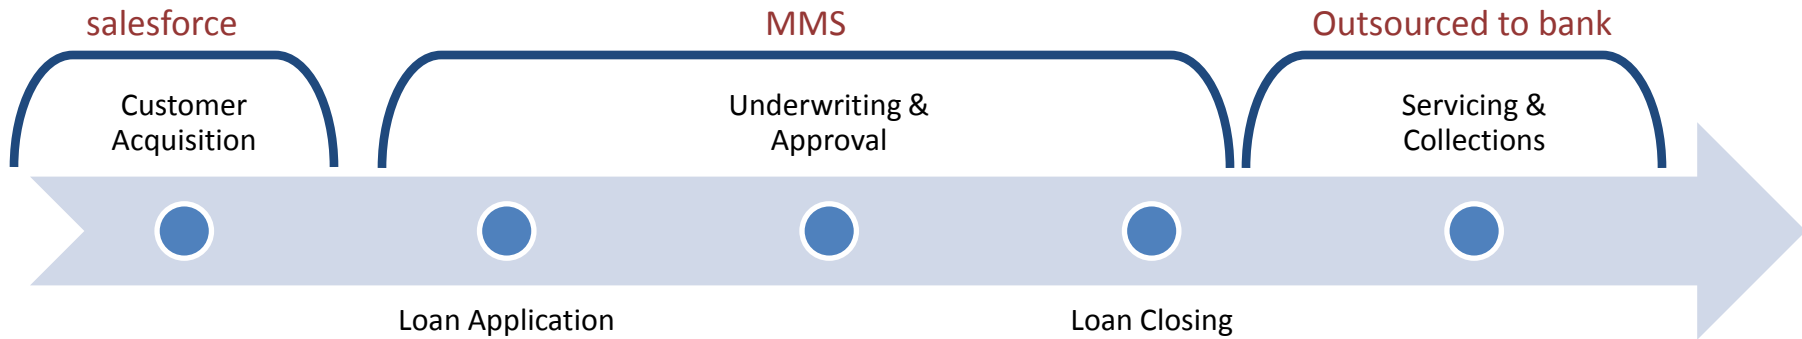 salesforce
MMS
Outsourced to bank
Customer
Acquisition
Underwriting &
Approval
Servicing &
Collections
Loan Application
Loan Closing